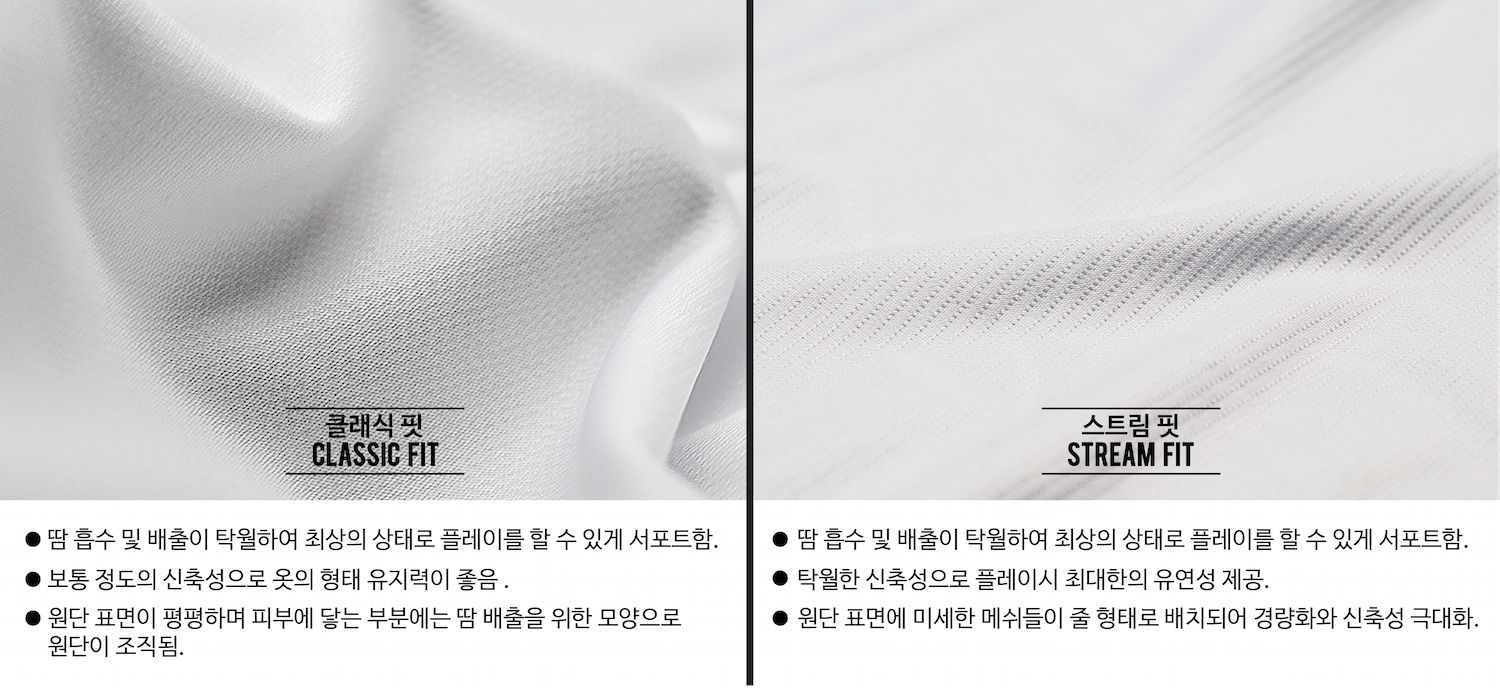 클래식 핏
CLASSIC FIT
● 땀 흡수 및 배출이 탁월하여 최상의 상태로 플레이를 할 수 있게 서포트함.
● 보통 정도의 신축성으로 옷의 형태 유지력이 좋음 .
● 원단 표면이 평평하며 피부에 닿는 부분에는 땀 배출을 위한 모양으로
원단이 조직됨.
스트림 핏
STREAM FIT
● 땀 흡수 및 배출이 탁월하여 최상의 상태로 플레이를 할 수 있게 서포트함.
● 탁월한 신축성으로 플레이시 최대한의 유연성 제공.
● 원단 표면에 미세한 메쉬들이 줄 형태로 배치되어 경량화와 신축성 극대화.